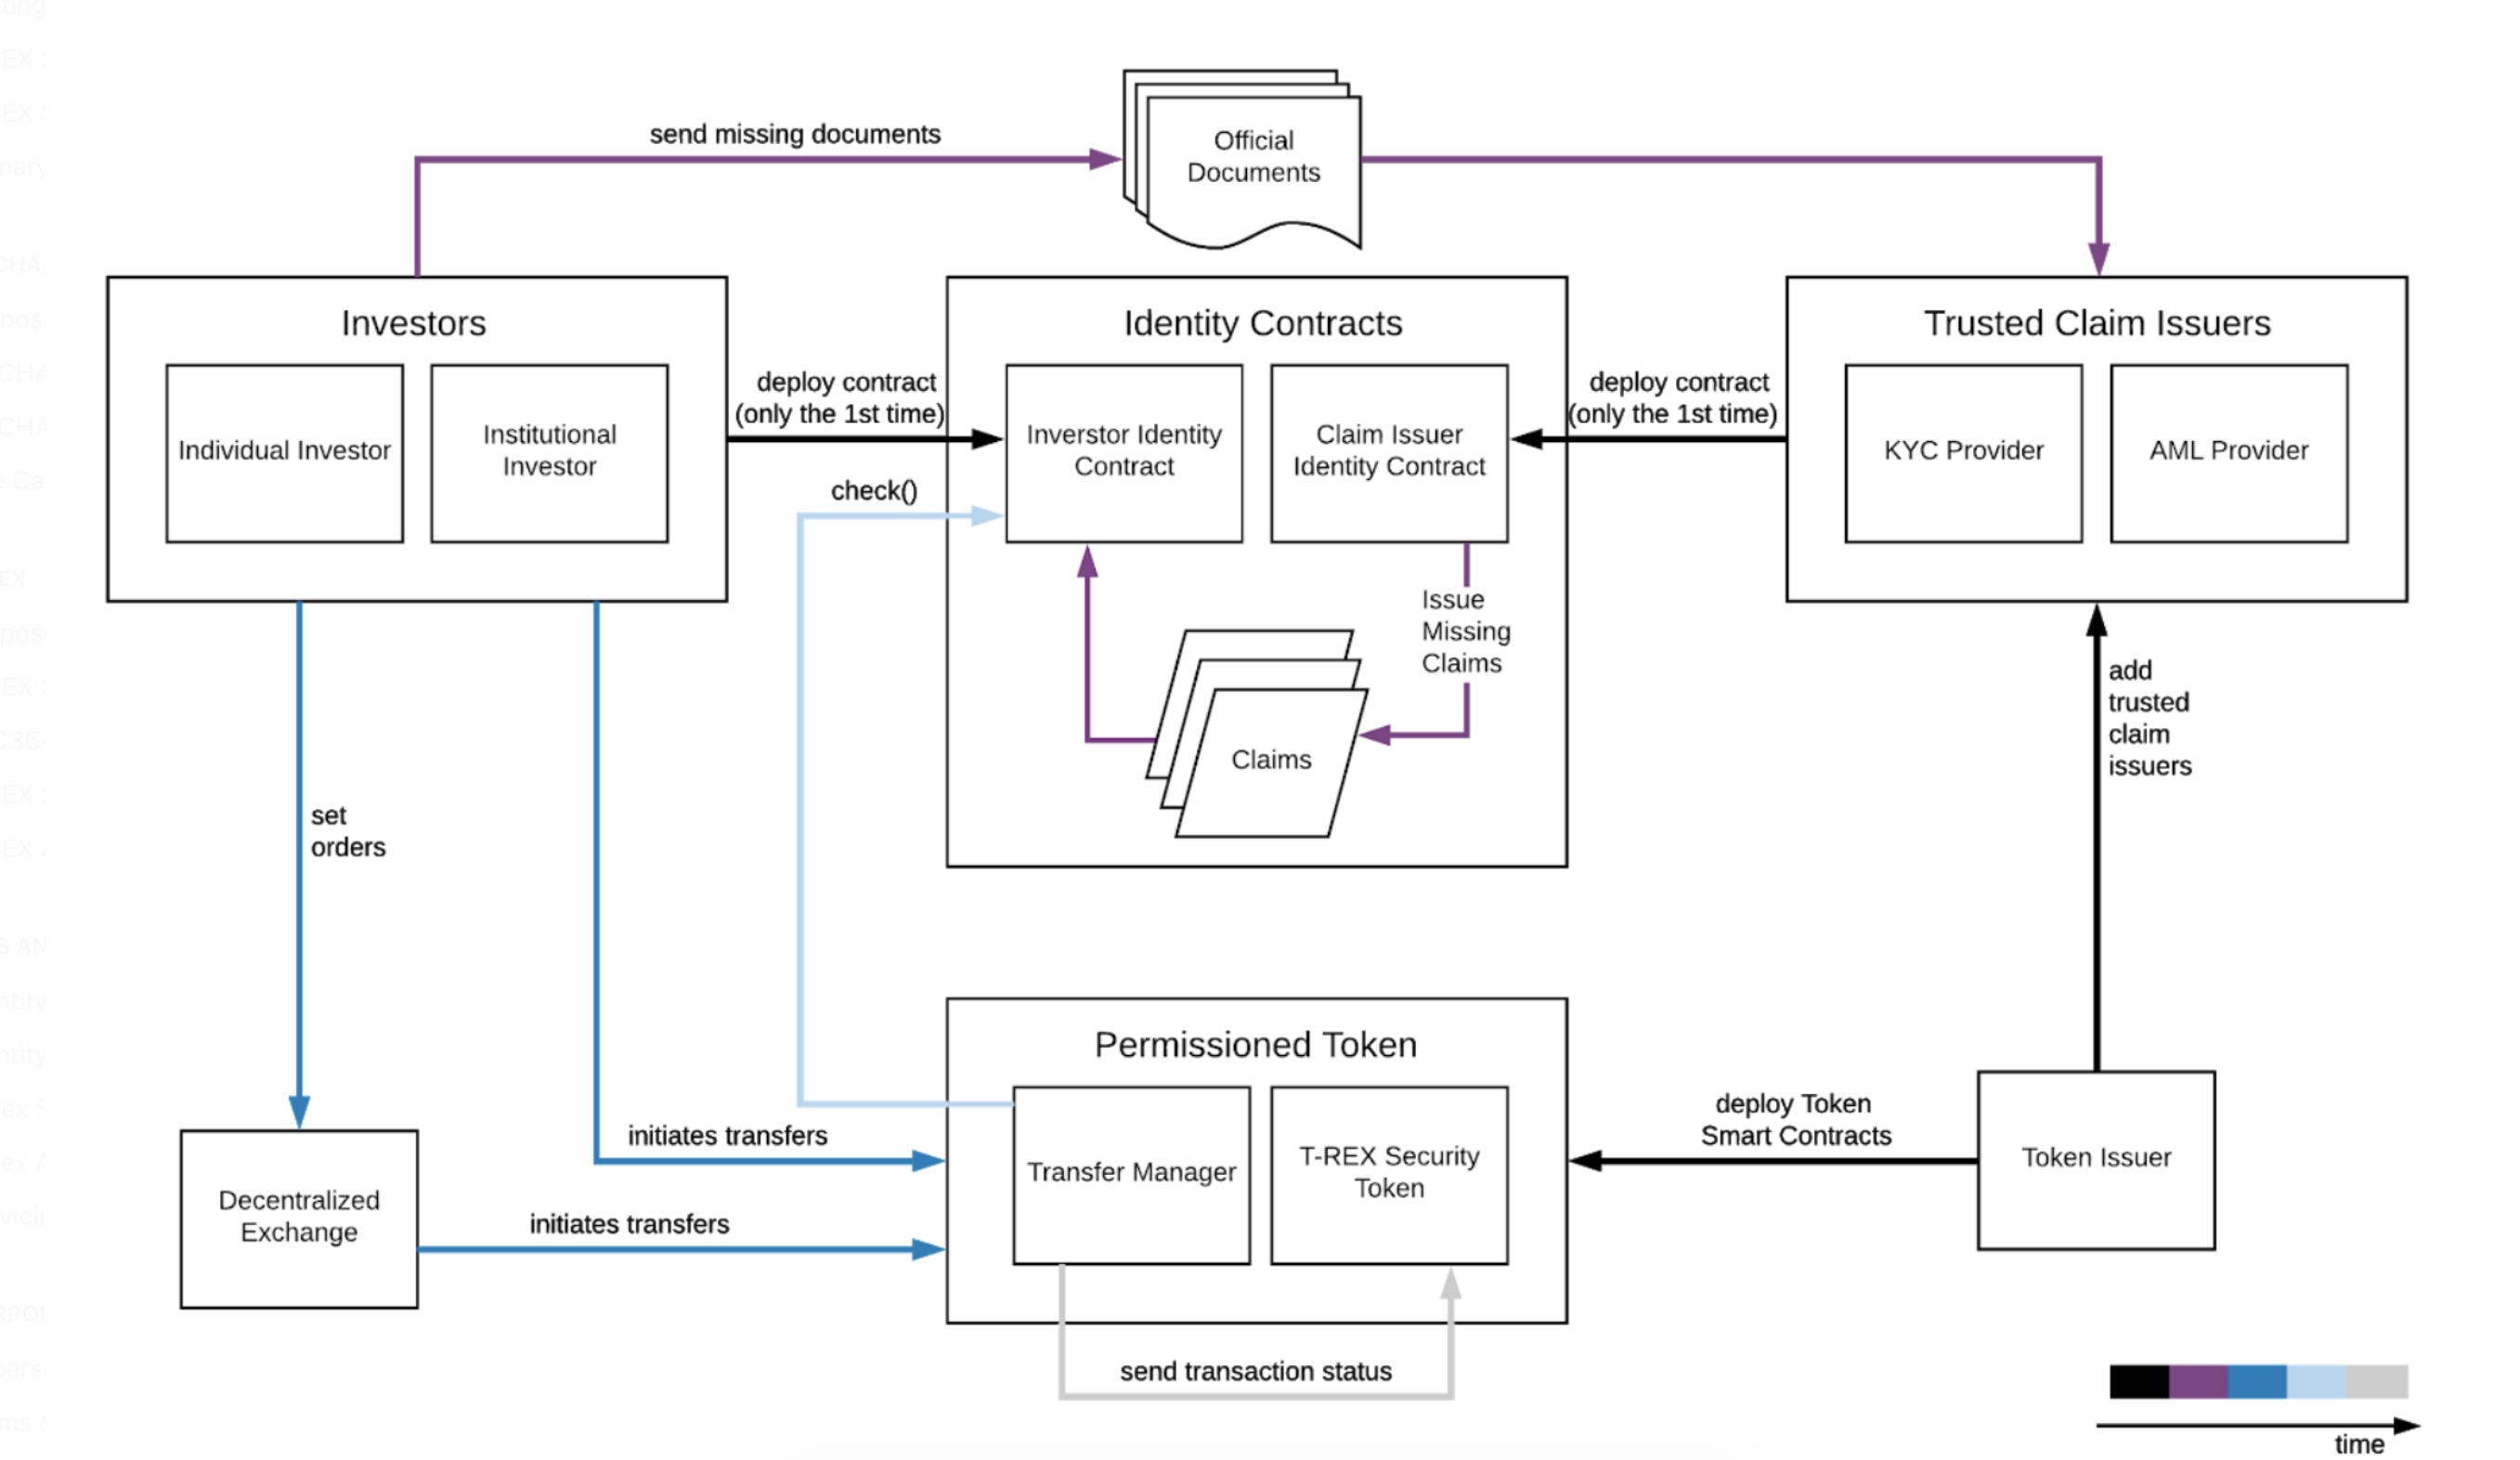 send missing documents
Official
Documents
Investors
Individual Investor
Institutional
Investor
deploy contract
(only the 1st time)
check()
Identity Contracts
Inverstor Identity
Contract
Claim Issuer
Identity Contract
Issue
Missing
Claims
Claims
deploy contract
(only the 1st time)
Trusted Claim Issuers
KYC Provider
AML Provider
add
trusted
claim
issuers
set
orders
Decentralized
Exchange
initiates transfers
initiates transfers
Permissioned Token
Transfer Manager
T-REX Security
Token
send transaction status
deploy Token
Smart Contracts
Token Issuer
time